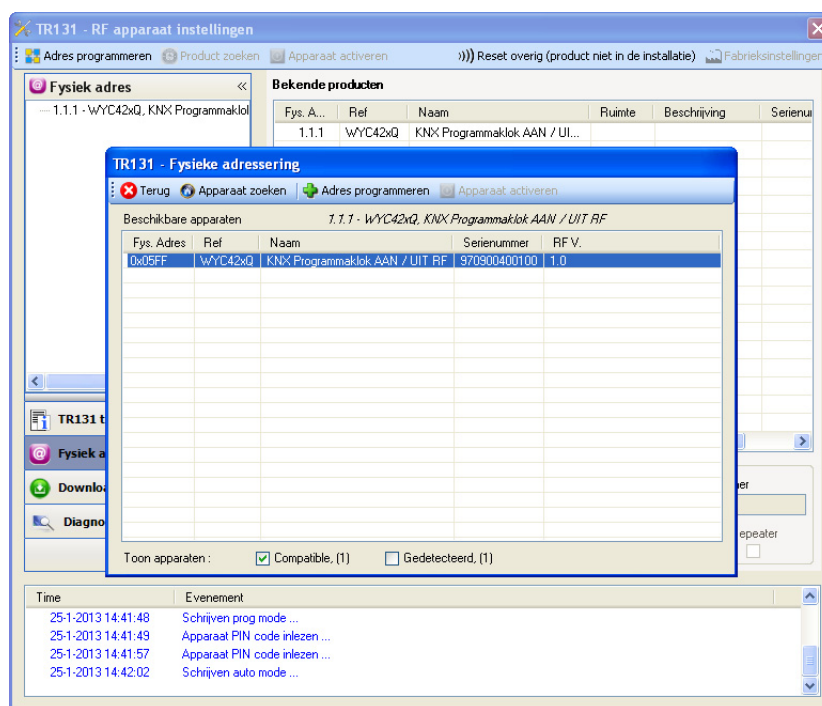 TR131 - RF apparaat instellingen
Adres programmeren Product zoeken Apparaat activeren ))) Reset overig (product niet in de installatie) Fabrieksinstellingen
Fysiek adres «
1.1.1 - WYC42xQ, KNX Programmaklol
Bekende producten
Fys. A... Ref Naam Ruimte Beschrijving Serienu
1.1.1 WYC42xQ KNX Programmaklok AAN / UI...
TR131 - Fysieke adressering
Terug Apparaat zoeken Adres programmeren Apparaat activeren
Beschikbare apparaten 1.1.1 - WYC42xQ, KNX Programmaklok AAN / UIT RF
Fys. Adres Ref Naam Serienummer RF V.
0x05FF WYC42xQ KNX Programmaklok AAN / UIT RF 970900400100 1.0
Toon apparaten : Compatible, (1) Gedetecteerd, (1)
TR131 t
Fysiek a
Downloa
Diagno
er
epeater
Time Evenement
25-1-2013 14:41:48 Schrijven prog mode ...
25-1-2013 14:41:49 Apparaat PIN code inlezen ...
25-1-2013 14:41:57 Apparaat PIN code inlezen ...
25-1-2013 14:42:02 Schrijven auto mode ...